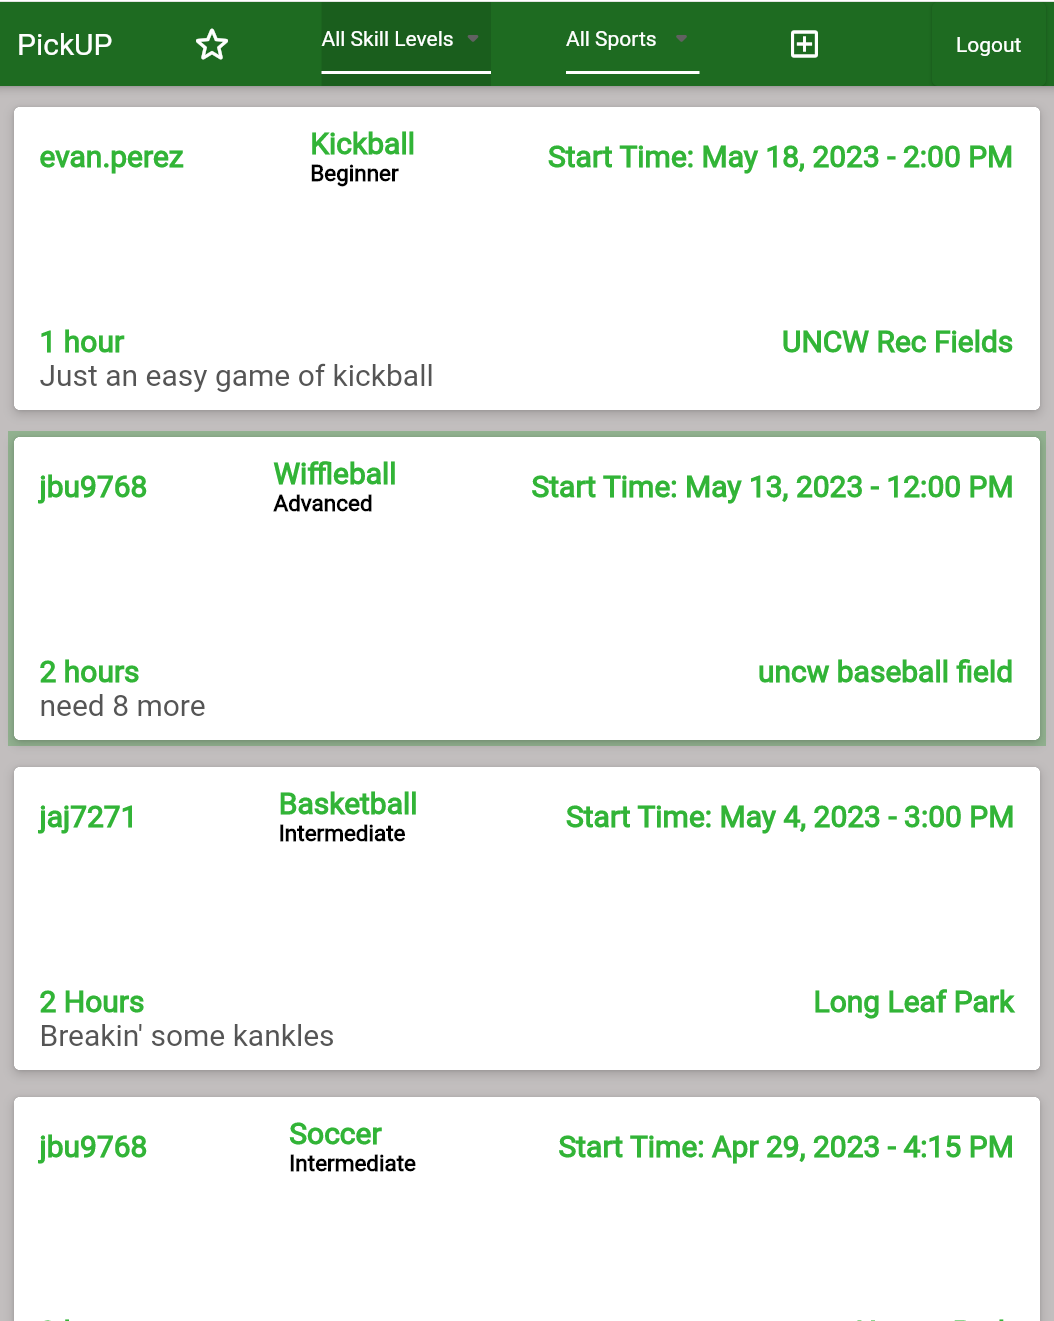 PickUP All Skill Levels All Sports Logout
evan.perez Kickball Start Time: May 18, 2023 - 2:00 PM
Beginner
1 hour UNCW Rec Fields
Just an easy game of kickball
jbu9768 Wiffleball Start Time: May 13, 2023 - 12:00 PM
Advanced
2 hours uncw baseball field
need 8 more
jaj7271 Basketball Start Time: May 4, 2023 - 3:00 PM
Intermediate
2 Hours Long Leaf Park
Breakin' some kankles
jbu9768 Soccer Start Time: Apr 29, 2023 - 4:15 PM
Intermediate